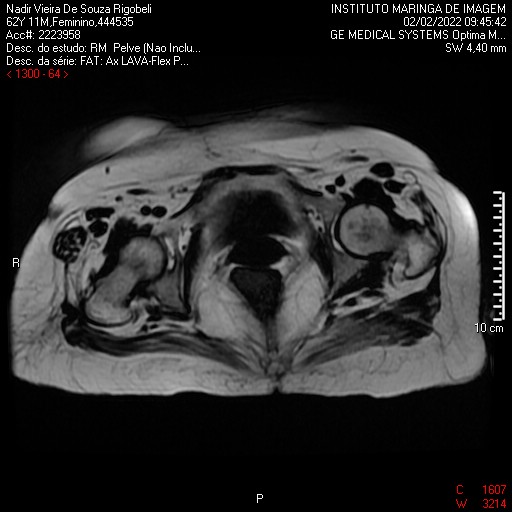 Nadir Vieira De Souza Rigobeli
62Y 11M,Feminino,444535
Acc#: 2223958
Desc. do estudo: RM Pelve (Nao Inclu...
Desc. da série: FAT: Ax LAVA-Flex P...
< 1300 - 64 >
INSTITUTO MARINGA DE IMAGEM
02/02/2022 09:45:42
GE MEDICAL SYSTEMS Optima M...
SW 4,40 mm
R
10 cm
P
C 1607
W 3214